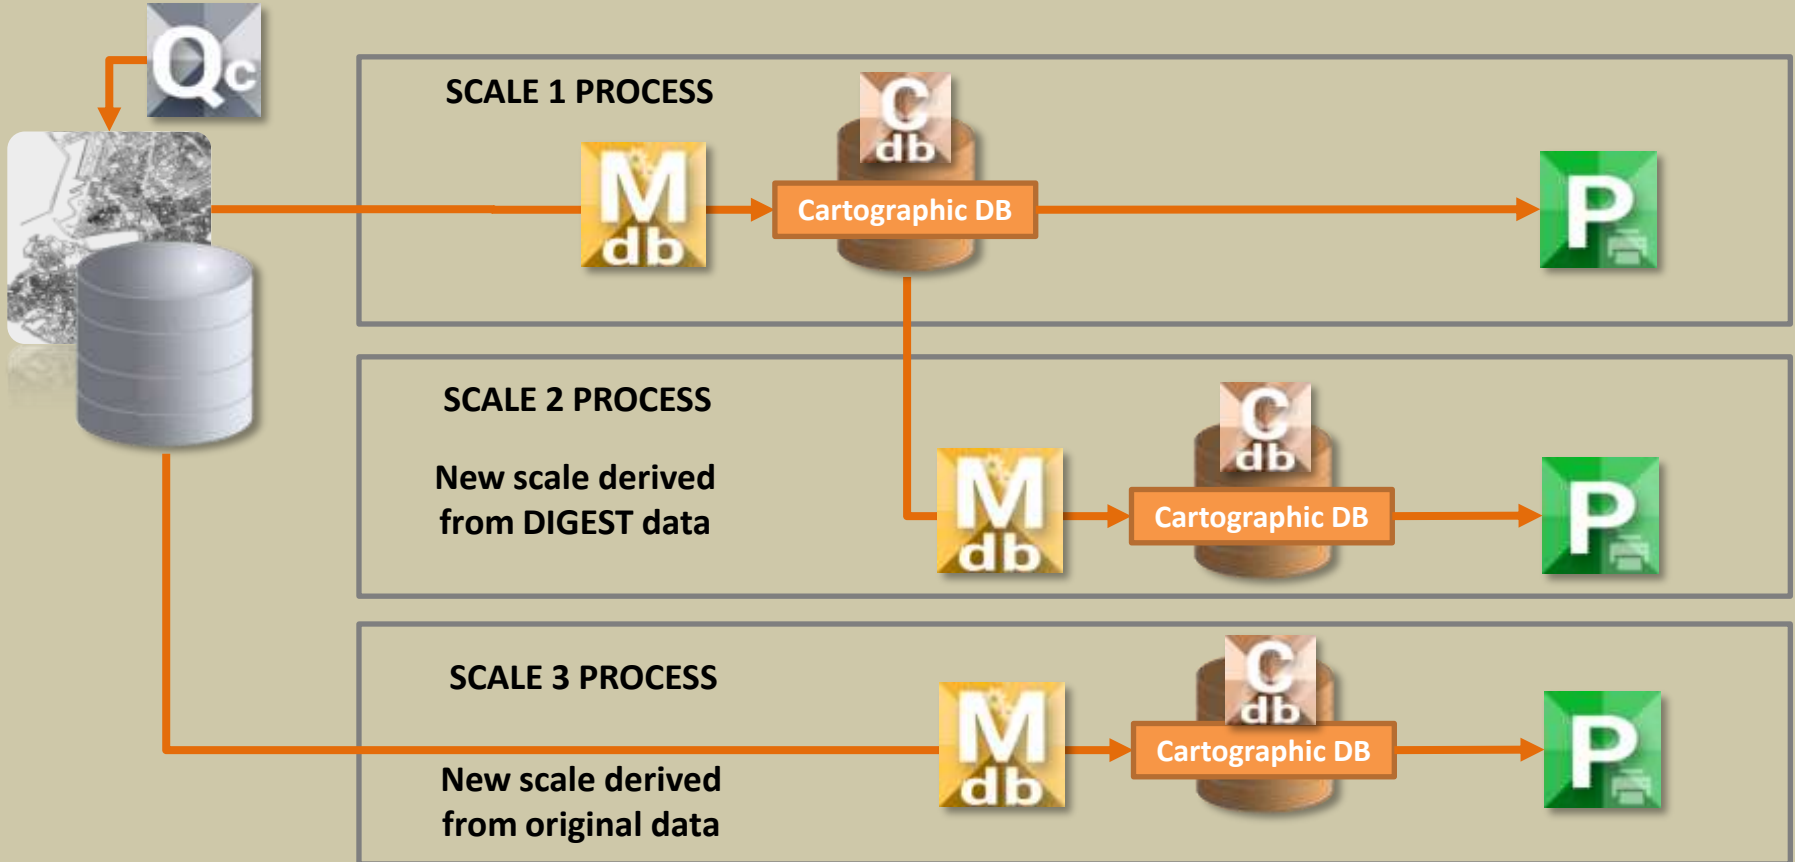 Qc
SCALE 1 PROCESS
C
db
M
db
Cartographic DB
P
SCALE 2 PROCESS
New scale derived
from DIGEST data
C
db
M
db
Cartographic DB
P
SCALE 3 PROCESS
C
db
M
db
Cartographic DB
P
New scale derived
from original data